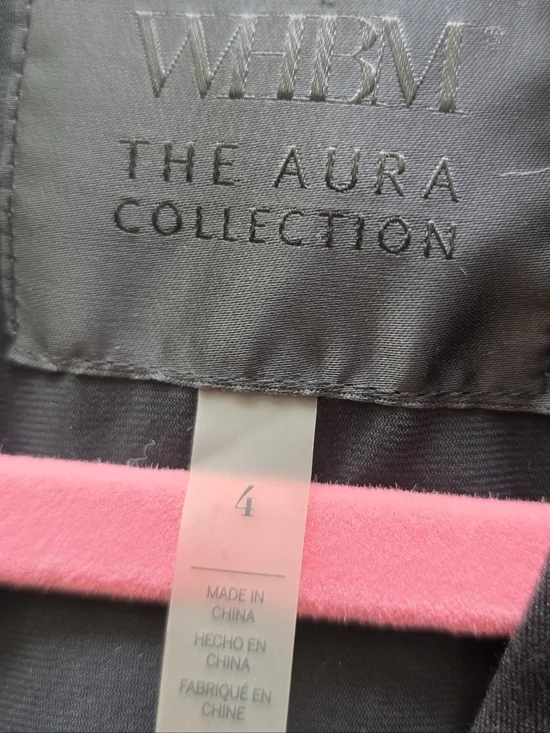 WHBM
THE AURA
COLLECTION
4
MADE IN
CHINA
HECHO EN
CHINA
FABRIQUÉ EN
CHINE